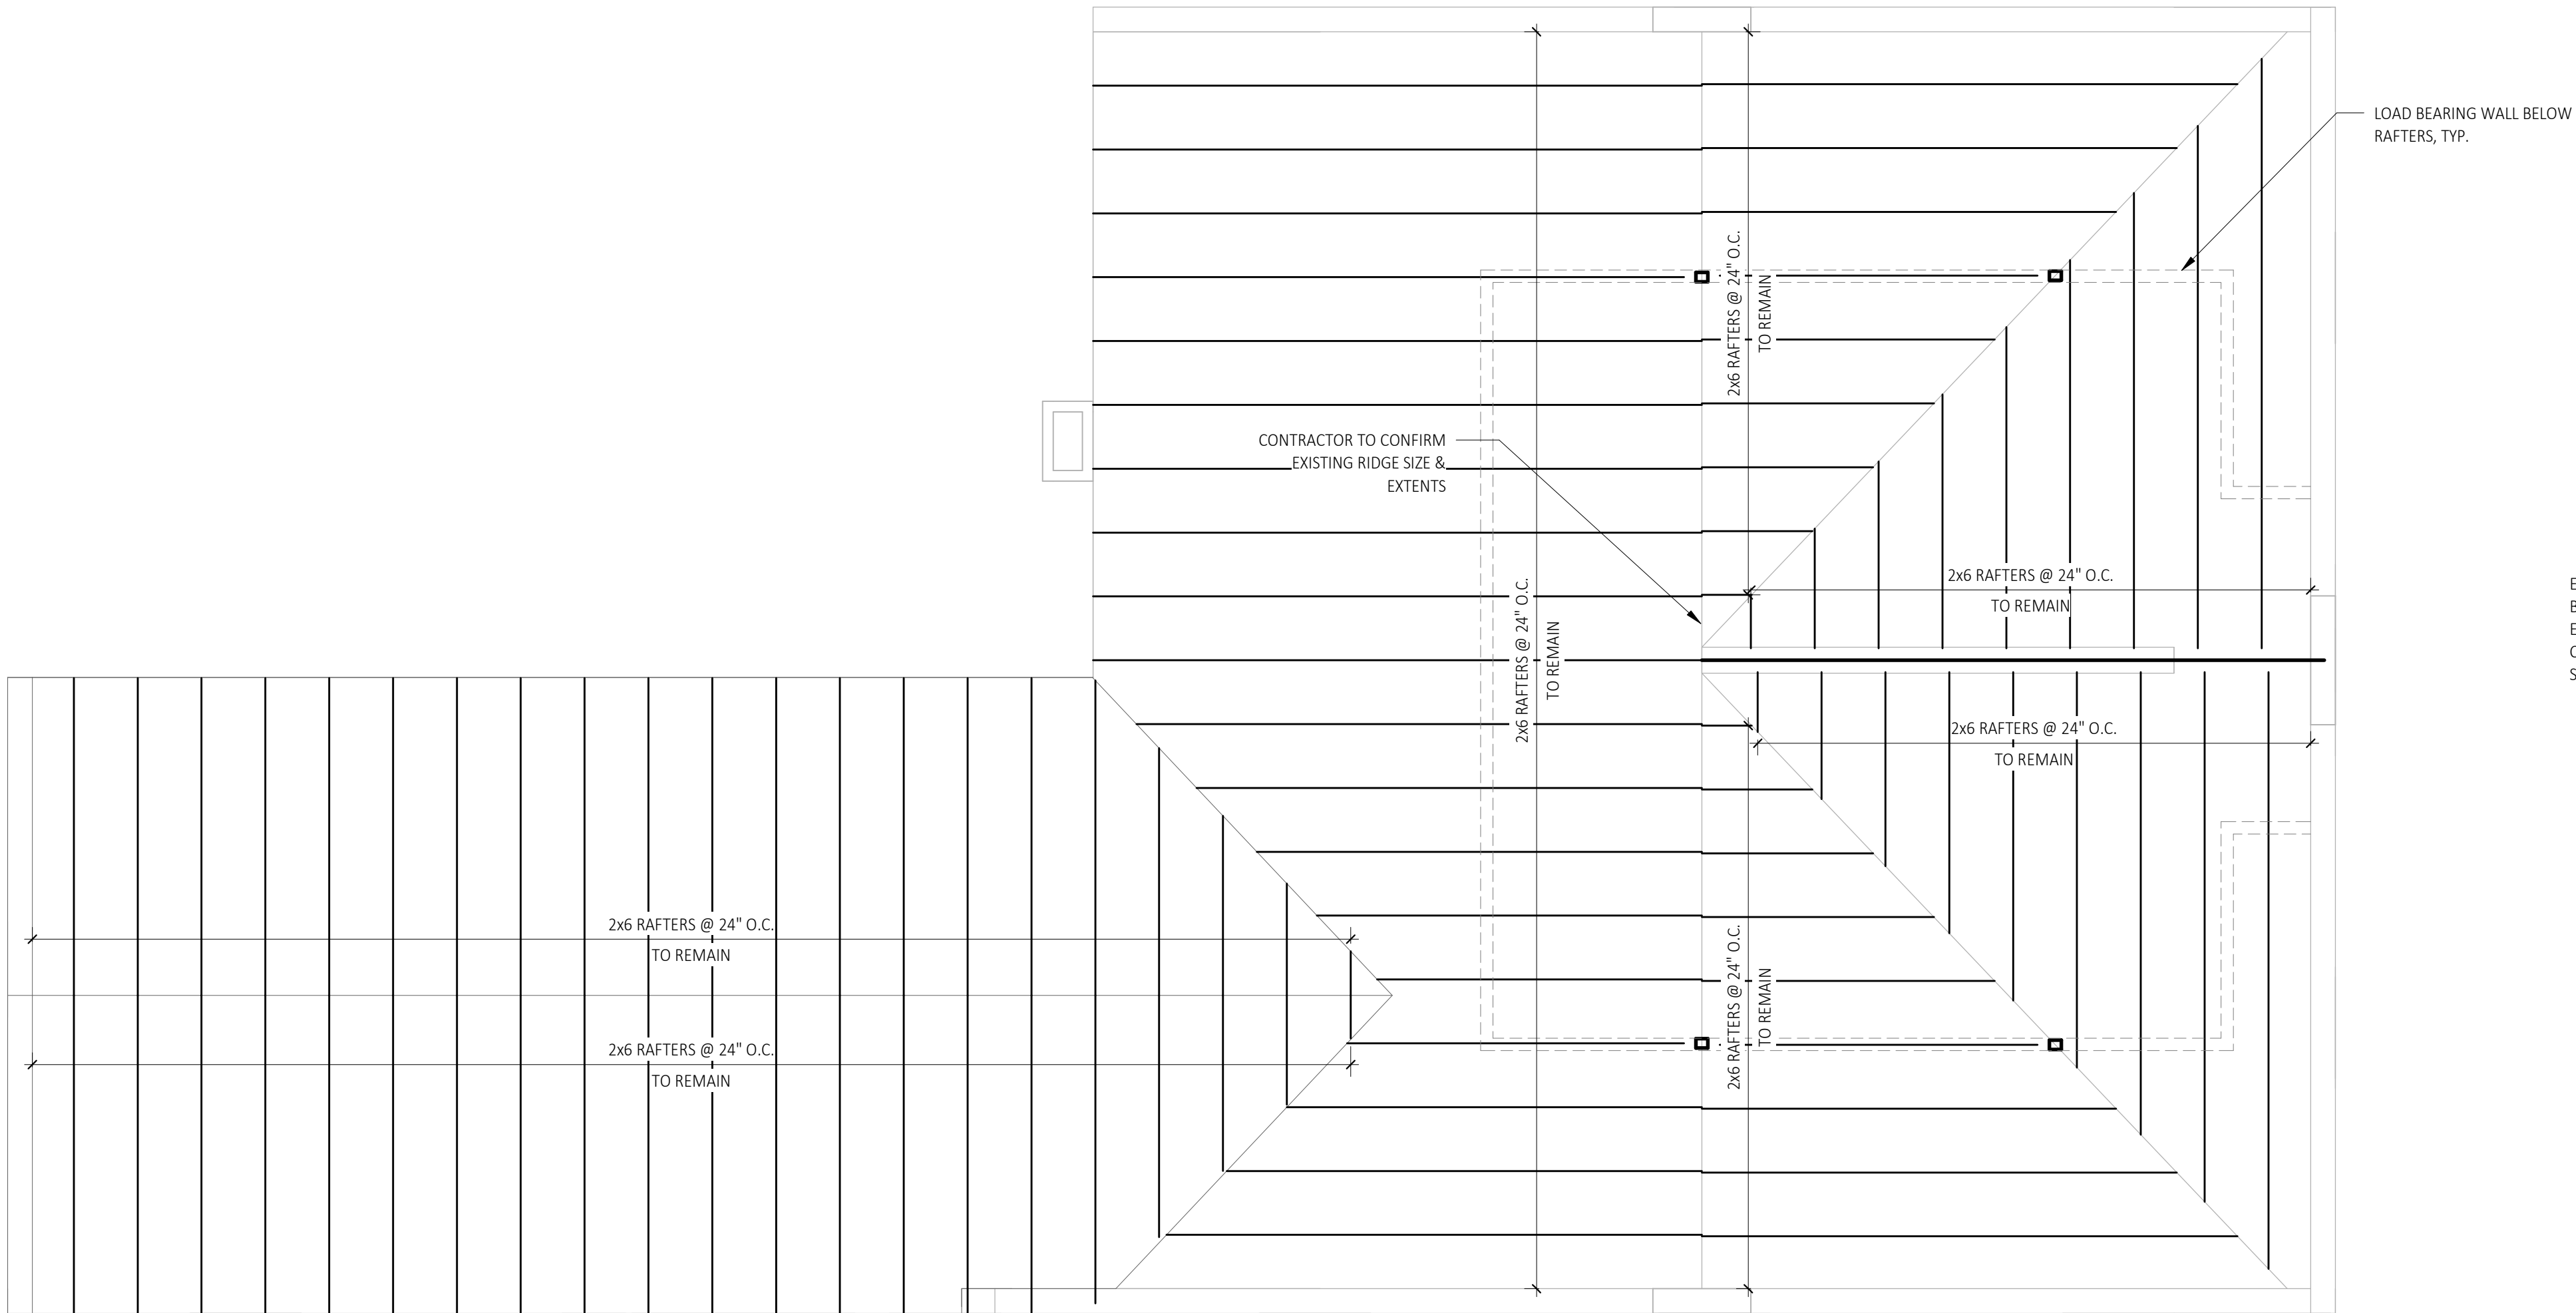 LOAD BEARING WALL BELOW
RAFTERS, TYP.
2x6 RAFTERS @ 24" O.C.
TO REMAIN
CONTRACTOR TO CONFIRM
EXISTING RIDGE SIZE &
EXTENTS
2x6 RAFTERS @ 24" O.C.
TO REMAIN
2x6 RAFTERS @ 24" O.C.
TO REMAIN
2x6 RAFTERS @ 24" O.C.
TO REMAIN
2x6 RAFTERS @ 24" O.C.
TO REMAIN
2x6 RAFTERS @ 24" O.C.
TO REMAIN
2x6 RAFTERS @ 24" O.C.
TO REMAIN